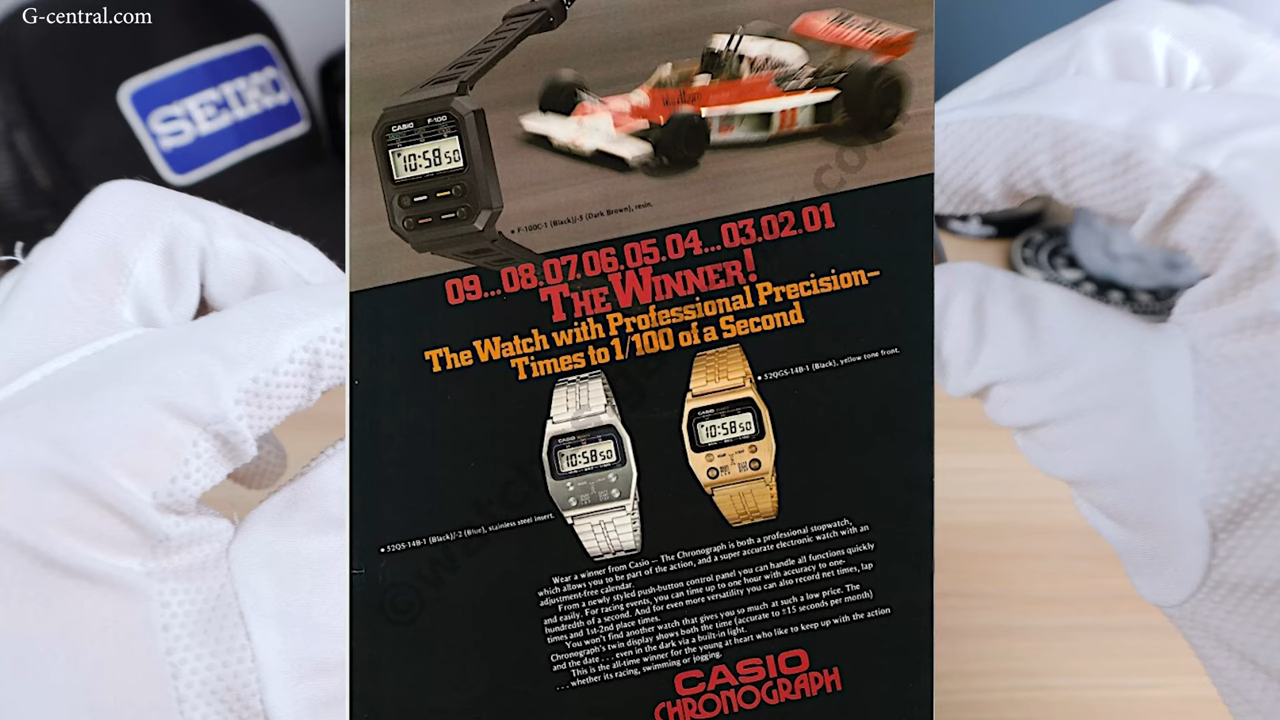 G-central.com
SEIKO
CASIO F-100
10:58 50
Marlboro
• F-100C-1 (Black)/-5 (Dark Brown), resin.
09...08.07.06.05.04...03.02.01
THE WINNER!
The Watch with Professional Precision–
Times to 1/100 of a Second
• 52QGS-14B-1 (Black), yellow tone front.
CASIO
10:58 50
CASIO
10:58 50
• 52QS-14B-1 (Black)/-2 (Blue), stainless steel insert.
Wear a winner from Casio — The Chronograph is both a professional stopwatch,
which allows you to be part of the action, and a super accurate electronic watch with an
adjustment-free calendar.
From a newly styled push-button control panel you can handle all functions quickly
and easily. For racing events, you can time up to one hour with accuracy to one-
hundredth of a second. And for even more versatility you can also record net times, lap
times and 1st-2nd place times.
You won't find another watch that gives you so much at such a low price. The
Chronograph's twin display shows both the time (accurate to ±15 seconds per month)
and the date . . . even in the dark via a built-in light.
This is the all-time winner for the young at heart who like to keep up with the action
. . . whether its racing, swimming or jogging.
CASIO
CHRONOGRAPH